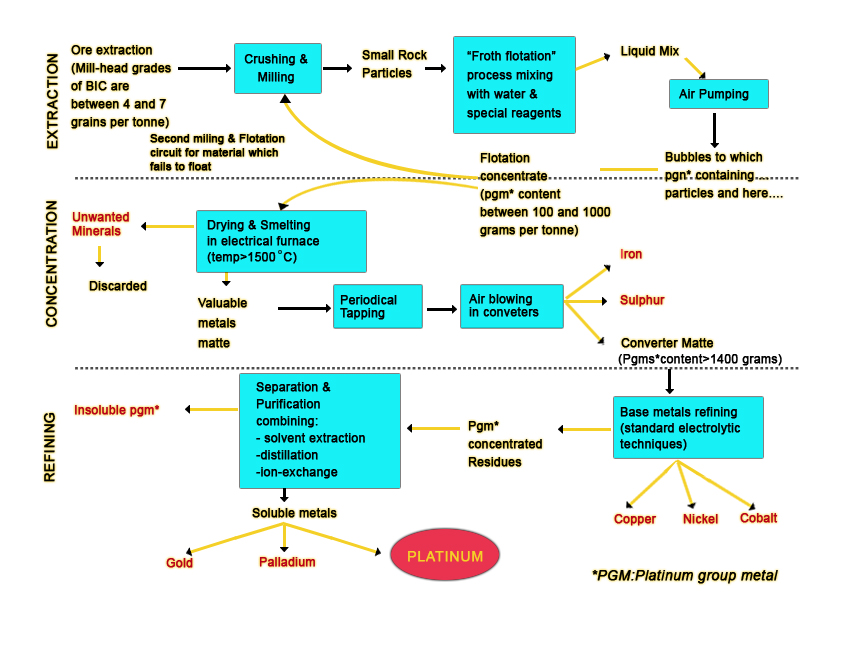 EXTRACTION
Ore extraction
(Mill-head grades
of BIC are
between 4 and 7
grains per tonne)
Crushing &
Milling
Small Rock
Particles
“Froth flotation”
process mixing
with water &
special reagents
Liquid Mix
Air Pumping
Bubbles to which
pgn* containing....
particles and here....
Second miling & Flotation
circuit for material which
fails to float
Flotation
concentrate
(pgm* content
between 100 and 1000
grams per tonne)
CONCENTRATION
Unwanted
Minerals
Discarded
Drying & Smelting
in electrical furnace
(temp>1500°C)
Valuable
metals
matte
Periodical
Tapping
Air blowing
in conveters
Iron
Sulphur
Converter Matte
(Pgms*content>1400 grams)
REFINING
Insoluble pgm*
Separation &
Purification
combining:
- solvent extraction
-distillation
-ion-exchange
Pgm*
concentrated
Residues
Base metals refining
(standard electrolytic
techniques)
Copper
Nickel
Cobalt
Soluble metals
Gold
Palladium
PLATINUM
*PGM:Platinum group metal